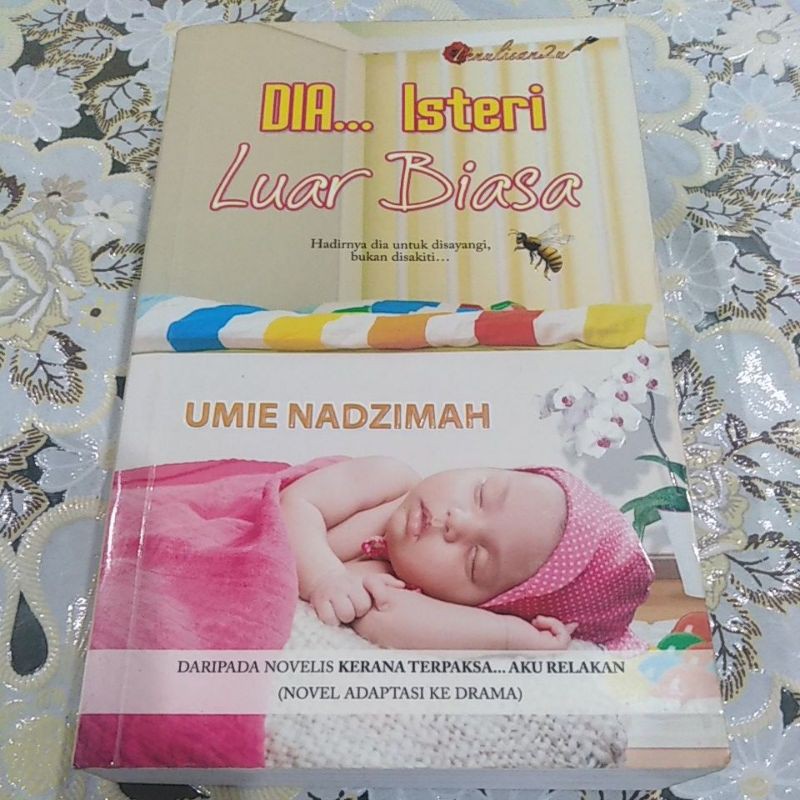 Penulisan2u
DIA... Isteri
Luar Biasa
Hadirnya dia untuk disayangi,
bukan disakiti...
UMIE NADZIMAH
DARIPADA NOVELIS KERANA TERPAKSA... AKU RELAKAN
(NOVEL ADAPTASI KE DRAMA)